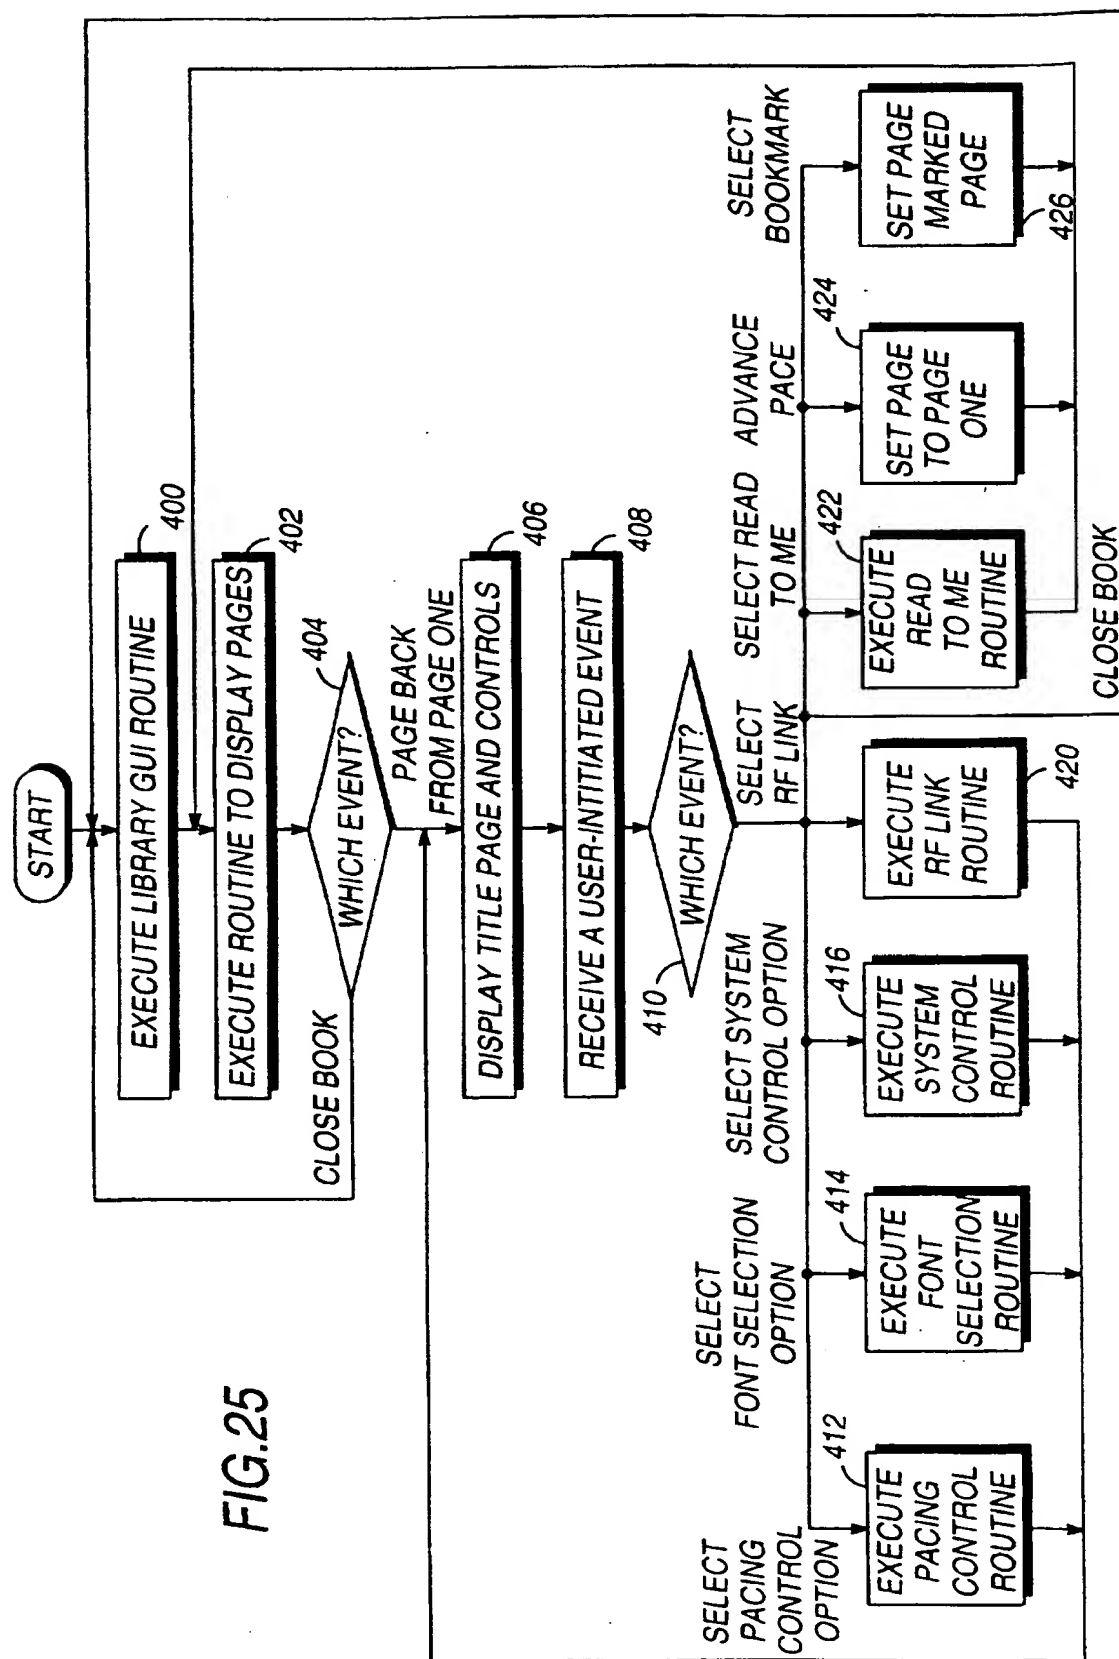 START
EXECUTE LIBRARY GUI ROUTINE
400
EXECUTE ROUTINE TO DISPLAY PAGES
402
WHICH EVENT?
404
CLOSE BOOK
PAGE BACK
FROM PAGE ONE
DISPLAY TITLE PAGE AND CONTROLS
406
RECEIVE A USER-INTITIATED EVENT
408
WHICH EVENT?
410
SELECT
PACING
CONTROL
OPTION
SELECT
FONT SELECTION
OPTION
SELECT SYSTEM
CONTROL OPTION
SELECT
RF LINK
SELECT READ
TO ME
ADVANCE
PACE
SELECT
BOOKMARK
EXECUTE
PACING
CONTROL
ROUTINE
412
EXECUTE
FONT
SELECTION
ROUTINE
414
EXECUTE
SYSTEM
CONTROL
ROUTINE
416
EXECUTE
RF LINK
ROUTINE
420
EXECUTE
READ
TO ME
ROUTINE
422
SET PAGE
TO PAGE
ONE
424
SET PAGE
MARKED
PAGE
426
CLOSE BOOK
FIG.25